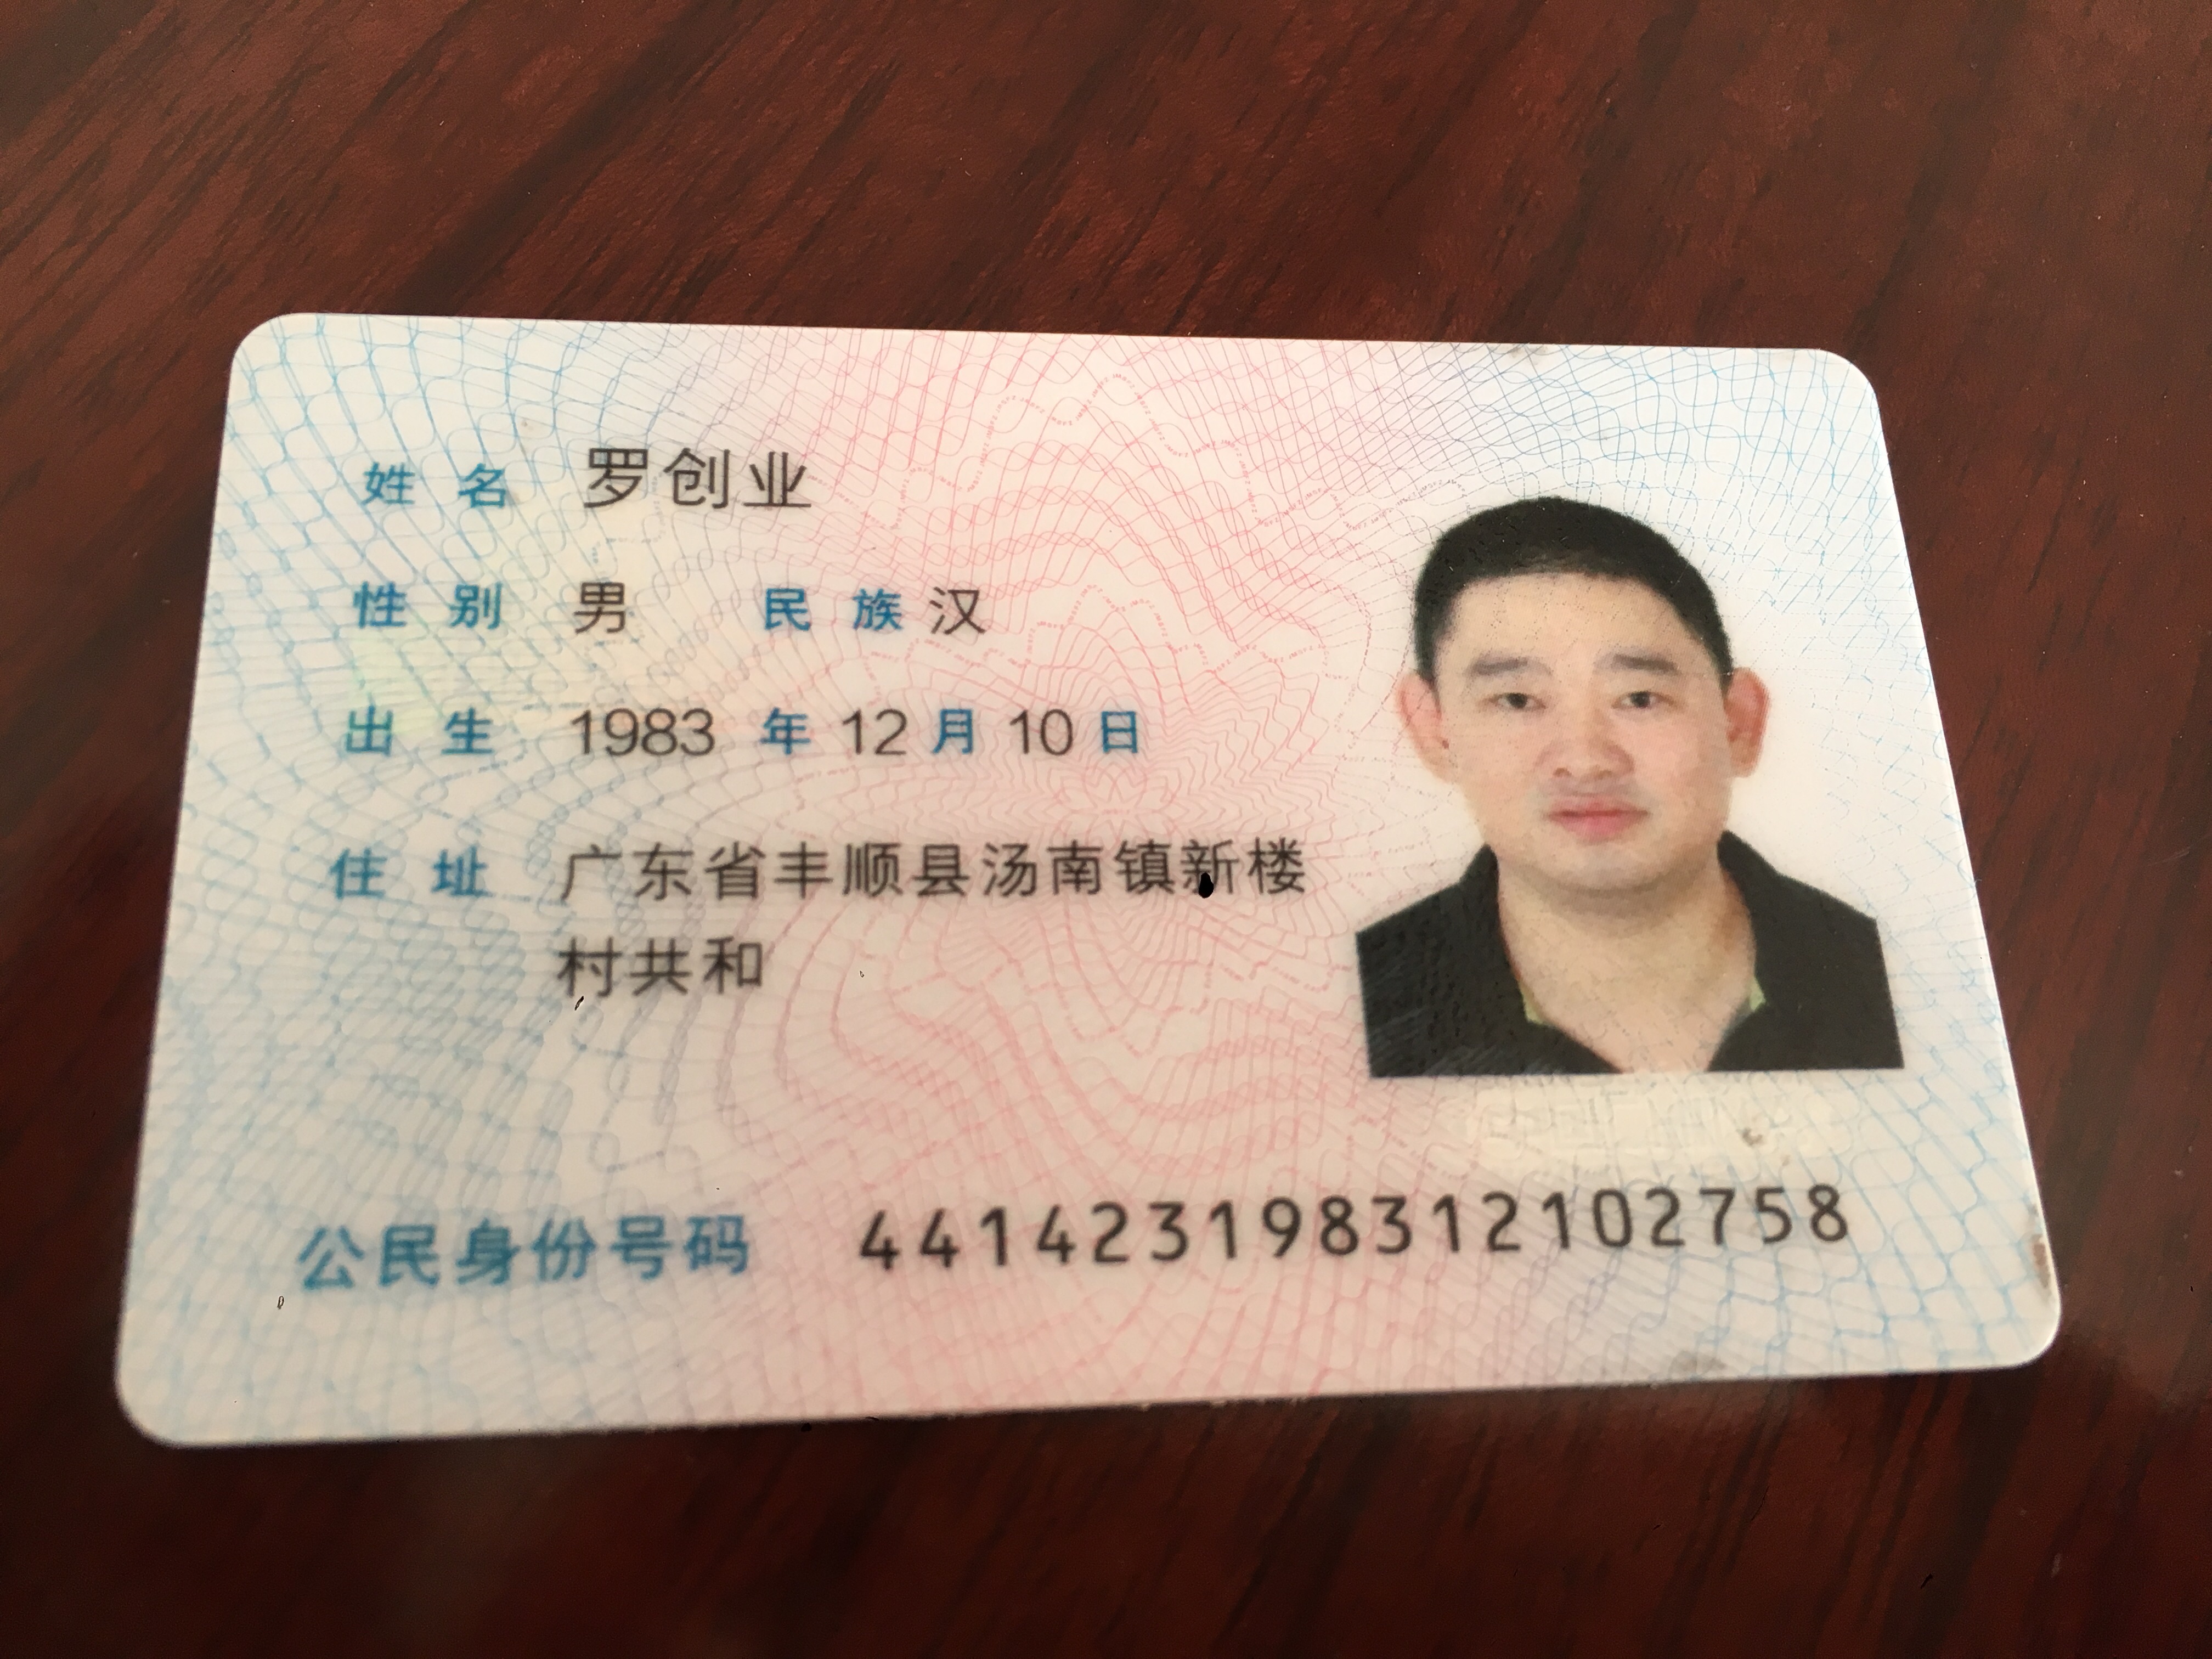 姓名 罗创业
性别 男 民族 汉
出生 1983 年 12 月 10 日
住址 广东省丰顺县汤南镇新楼
村共和
公民身份号码 441423198312102758